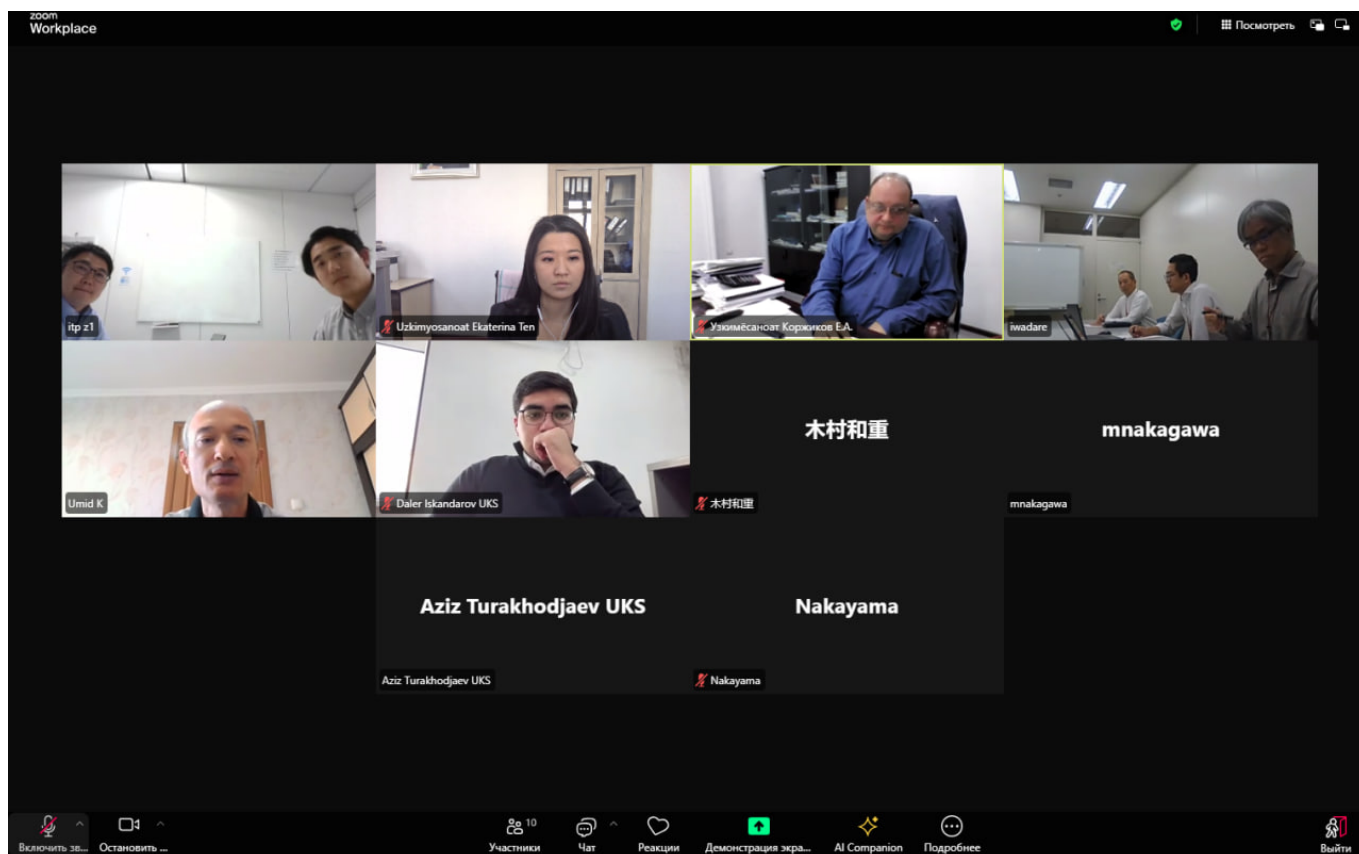 zoom
Workplace
Посмотреть
itp z1
Uzkimyosanoat Ekaterina Ten
Узкимёсаноат Коржиков Е.А.
iwadare
Umid K
Daler Iskandarov UKS
木村和重
木村和重
mnakagawa
mnakagawa
Aziz Turakhodjaev UKS
Aziz Turakhodjaev UKS
Nakayama
Nakayama
Включить зв...
Остановить ...
10
Участники
Чат
Реакции
Демонстрация экра...
AI Companion
Подробнее
Выйти